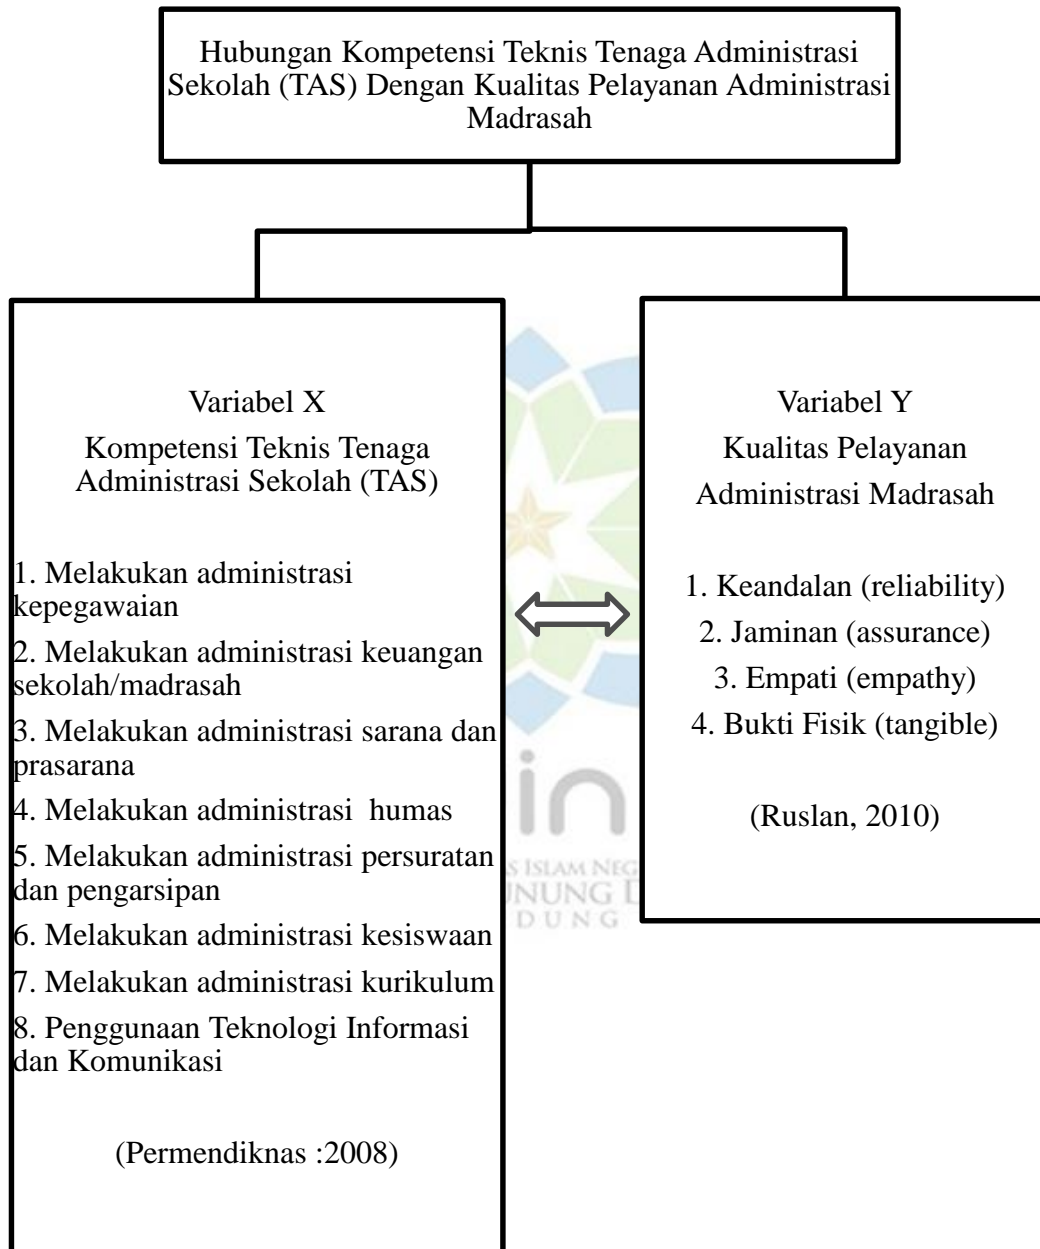 Hubungan Kompetensi Teknis Tenaga Administrasi
Sekolah (TAS) Dengan Kualitas Pelayanan Administrasi
Madrasah
Variabel X
Kompetensi Teknis Tenaga
Administrasi Sekolah (TAS)
1. Melakukan administrasi
kepegawaian
2. Melakukan administrasi keuangan
sekolah/madrasah
3. Melakukan administrasi sarana dan
prasarana
4. Melakukan administrasi  humas
5. Melakukan administrasi persuratan
dan pengarsipan
6. Melakukan administrasi kesiswaan
7. Melakukan administrasi kurikulum
8. Penggunaan Teknologi Informasi
dan Komunikasi
(Permendiknas :2008)
Variabel Y
Kualitas Pelayanan
Administrasi Madrasah
1. Keandalan (reliability)
2. Jaminan (assurance)
3. Empati (empathy)
4. Bukti Fisik (tangible)
(Ruslan, 2010)
in
S ISLAM NEG
UNUNG D
D U N G